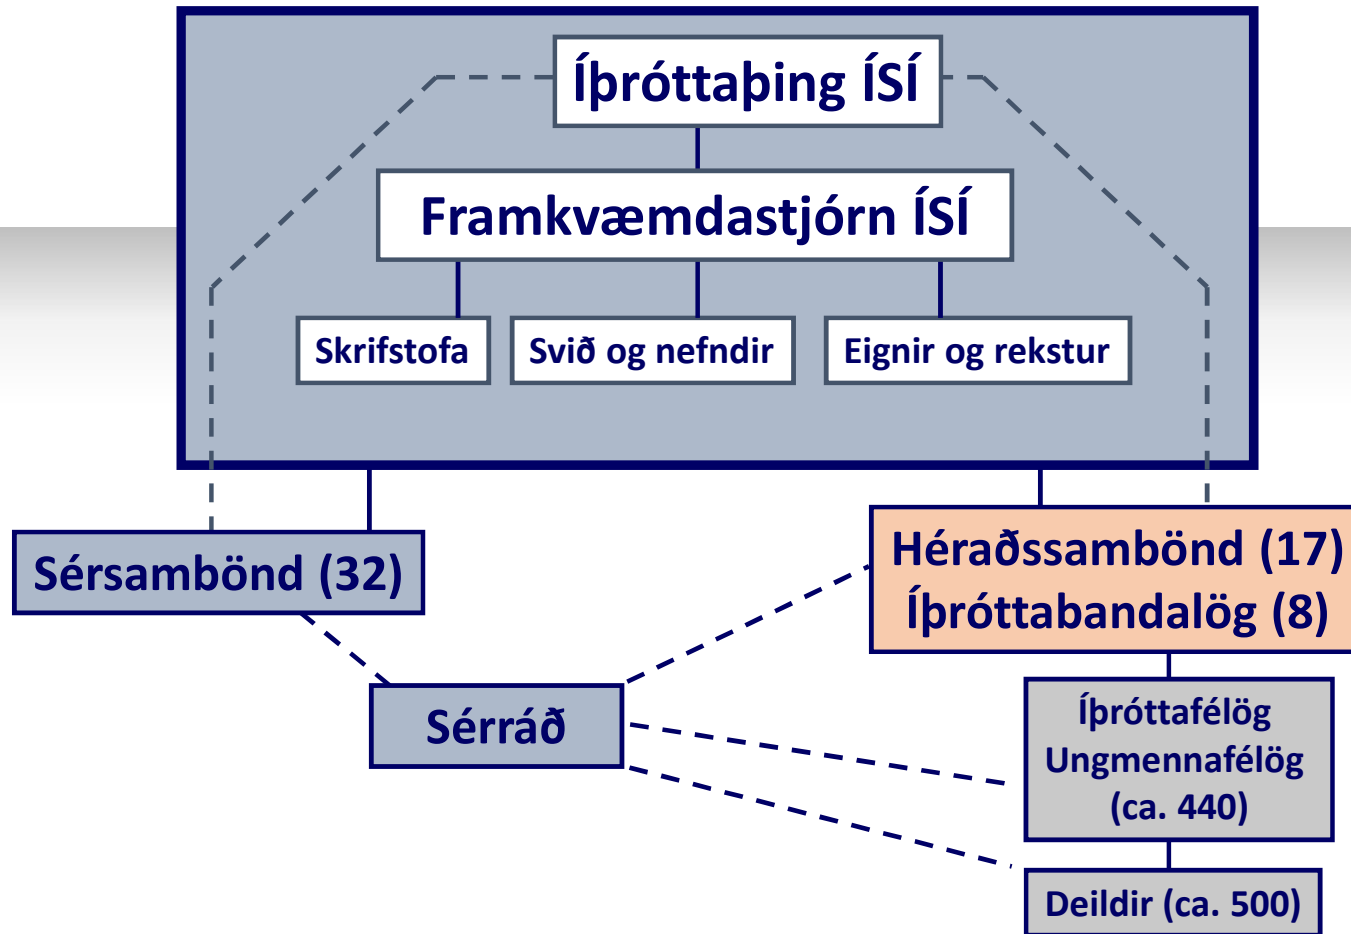 Íþróttaþing ÍSÍ
Framkvæmdastjórn ÍSÍ
Skrifstofa
Svið og nefndir
Eignir og rekstur
Sérsambönd (32)
Héraðssambönd (17)
Íþróttabandalög (8)
Sérráð
Íþróttafélög
Ungmennafélög
(ca. 440)
Deildir (ca. 500)